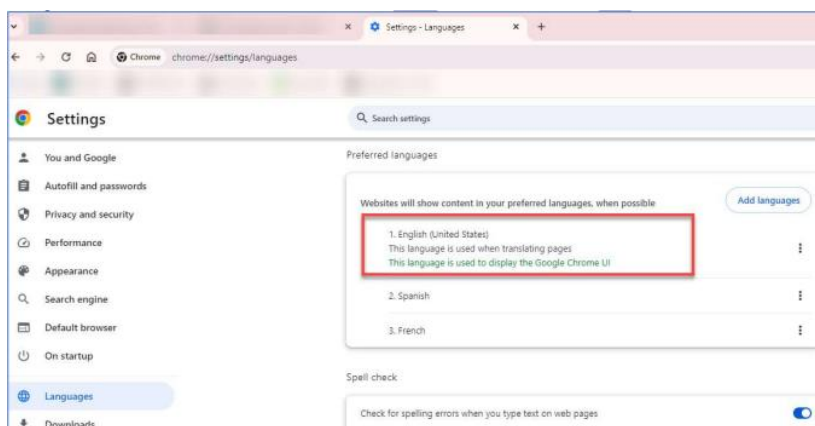 Settings - Languages
Chrome chrome://settings/languages
Settings
Search settings
You and Google
Autofill and passwords
Privacy and security
Performance
Appearance
Search engine
Default browser
On startup
Languages
Downloads
Preferred languages
Websites will show content in your preferred languages, when possible
Add languages
1. English (United States)
This language is used when translating pages
This language is used to display the Google Chrome UI
2. Spanish
3. French
Spell check
Check for spelling errors when you type text on web pages